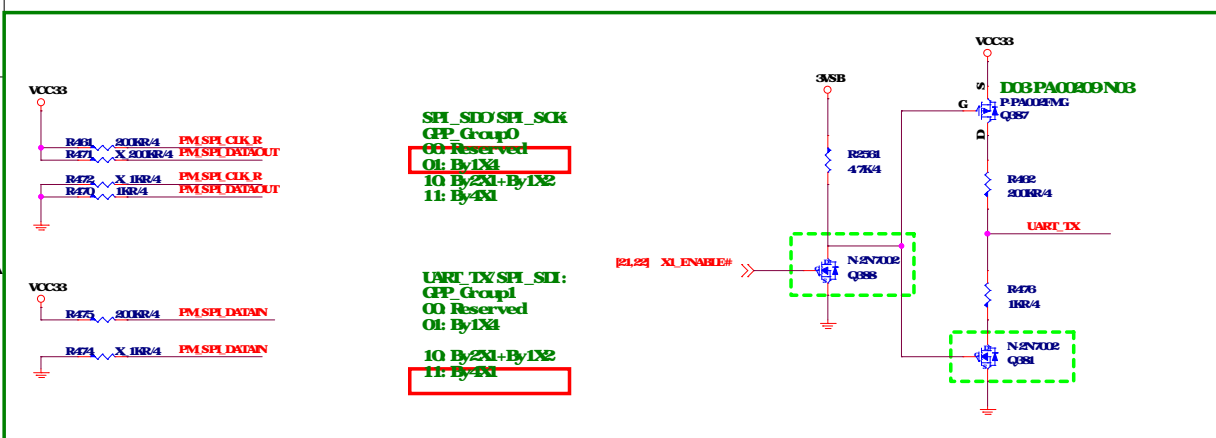 VCC33
R461 200KR/4 PM_SPI_CLK_R
R471 X_200KR/4 PM_SPI_DATAOUT
R472 X_1KR/4 PM_SPI_CLK_R
R470 1KR/4 PM_SPI_DATAOUT
VCC33
R475 200KR/4 PM_SPI_DATAIN
R474 X_1KR/4 PM_SPI_DATAIN
SPI_SDO/SPI_SCK
GPP_Group0
00: Reserved
01: By1X4
10: By2X1+By1X2
11: By4X1
UART_TX/SPI_SDI:
GPP_Group1
00: Reserved
01: By1X4
10: By2X1+By1X2
11: By4X1
3VSB
R2561
4.7K/4
[21,22] X1_ENABLE#
N-2N7002
Q388
VCC33
S
D03-PA00209-N03
G
P-PA002FMG
Q387
D
R462
200KR/4
UART_TX
R476
1KR/4
N-2N7002
Q381